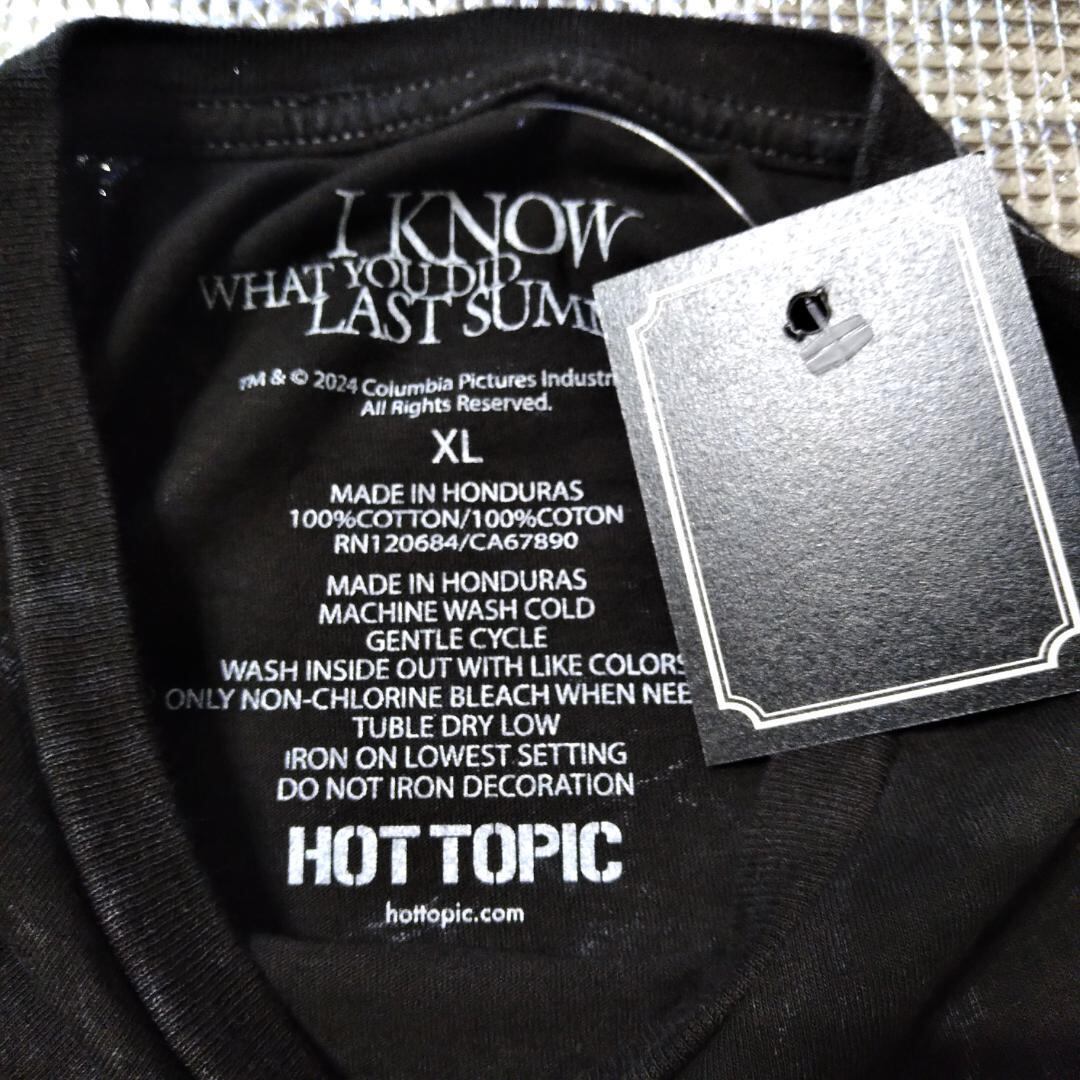 I KNOW
WHAT YOU DID
LAST SUM
TM & © 2024 Columbia Pictures Industr
All Rights Reserved.
XL
MADE IN HONDURAS
100%COTTON/100%COTON
RN120684/CA67890
MADE IN HONDURAS
MACHINE WASH COLD
GENTLE CYCLE
WASH INSIDE OUT WITH LIKE COLORS
ONLY NON-CHLORINE BLEACH WHEN NEE
TUBLE DRY LOW
IRON ON LOWEST SETTING
DO NOT IRON DECORATION
HOT TOPIC
hottopic.com